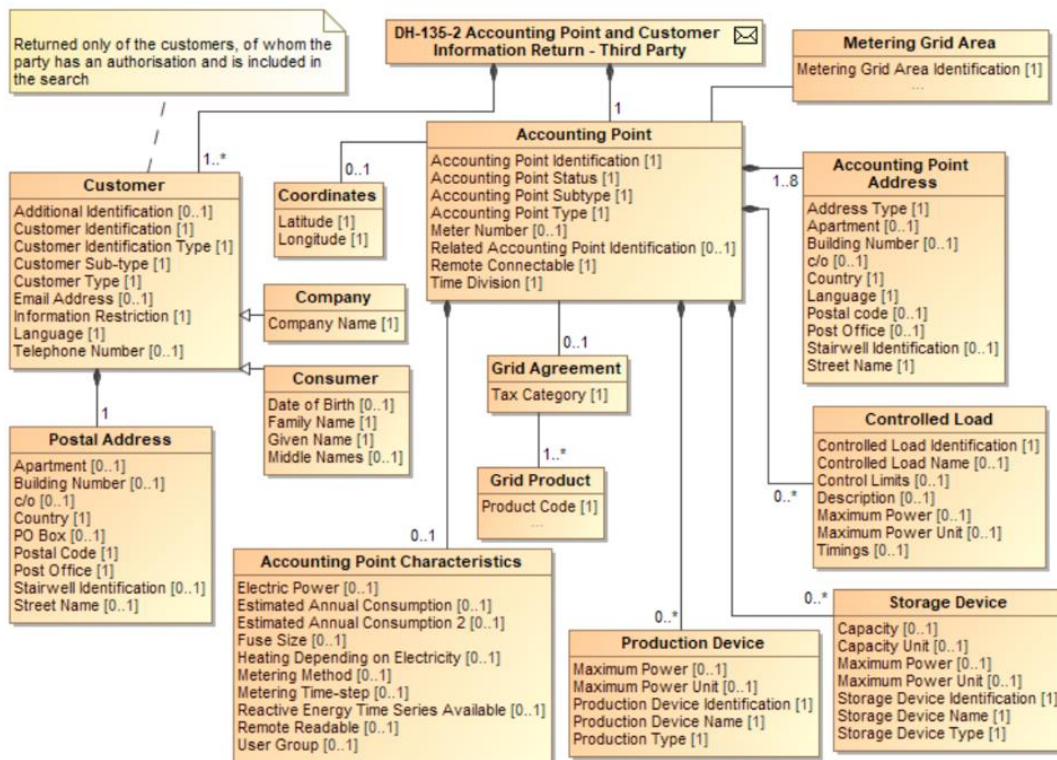 Returned only of the customers, of whom the
party has an authorisation and is included in
the search
DH-135-2 Accounting Point and Customer
Information Return - Third Party
Metering Grid Area
Metering Grid Area Identification [1]
...
1..*
1
Customer
Additional Identification [0..1]
Customer Identification [1]
Customer Identification Type [1]
Customer Sub-type [1]
Customer Type [1]
Email Address [0..1]
Information Restriction [1]
Language [1]
Telephone Number [0..1]
0..1
Coordinates
Latitude [1]
Longitude [1]
Accounting Point
Accounting Point Identification [1]
Accounting Point Status [1]
Accounting Point Subtype [1]
Accounting Point Type [1]
Meter Number [0..1]
Related Accounting Point Identification [0..1]
Remote Connectable [1]
Time Division [1]
1..8
Accounting Point
Address
Address Type [1]
Apartment [0..1]
Building Number [0..1]
c/o [0..1]
Country [1]
Language [1]
Postal code [0..1]
Post Office [0..1]
Stairwell Identification [0..1]
Street Name [1]
Company
Company Name [1]
Consumer
Date of Birth [0..1]
Family Name [1]
Given Name [1]
Middle Names [0..1]
0..1
Grid Agreement
Tax Category [1]
1..*
Grid Product
Product Code [1]
...
1
Postal Address
Apartment [0..1]
Building Number [0..1]
c/o [0..1]
Country [1]
PO Box [0..1]
Postal Code [1]
Post Office [1]
Stairwell Identification [0..1]
Street Name [0..1]
0..*
Controlled Load
Controlled Load Identification [1]
Controlled Load Name [0..1]
Control Limits [0..1]
Description [0..1]
Maximum Power [0..1]
Maximum Power Unit [0..1]
Timings [0..1]
0..1
Accounting Point Characteristics
Electric Power [0..1]
Estimated Annual Consumption [0..1]
Estimated Annual Consumption 2 [0..1]
Fuse Size [0..1]
Heating Depending on Electricity [0..1]
Metering Method [0..1]
Metering Time-step [0..1]
Reactive Energy Time Series Available [0..1]
Remote Readable [0..1]
User Group [0..1]
0..*
Production Device
Maximum Power [0..1]
Maximum Power Unit [0..1]
Production Device Identification [1]
Production Device Name [1]
Production Type [1]
0..*
Storage Device
Capacity [0..1]
Capacity Unit [0..1]
Maximum Power [0..1]
Maximum Power Unit [0..1]
Storage Device Identification [1]
Storage Device Name [1]
Storage Device Type [1]